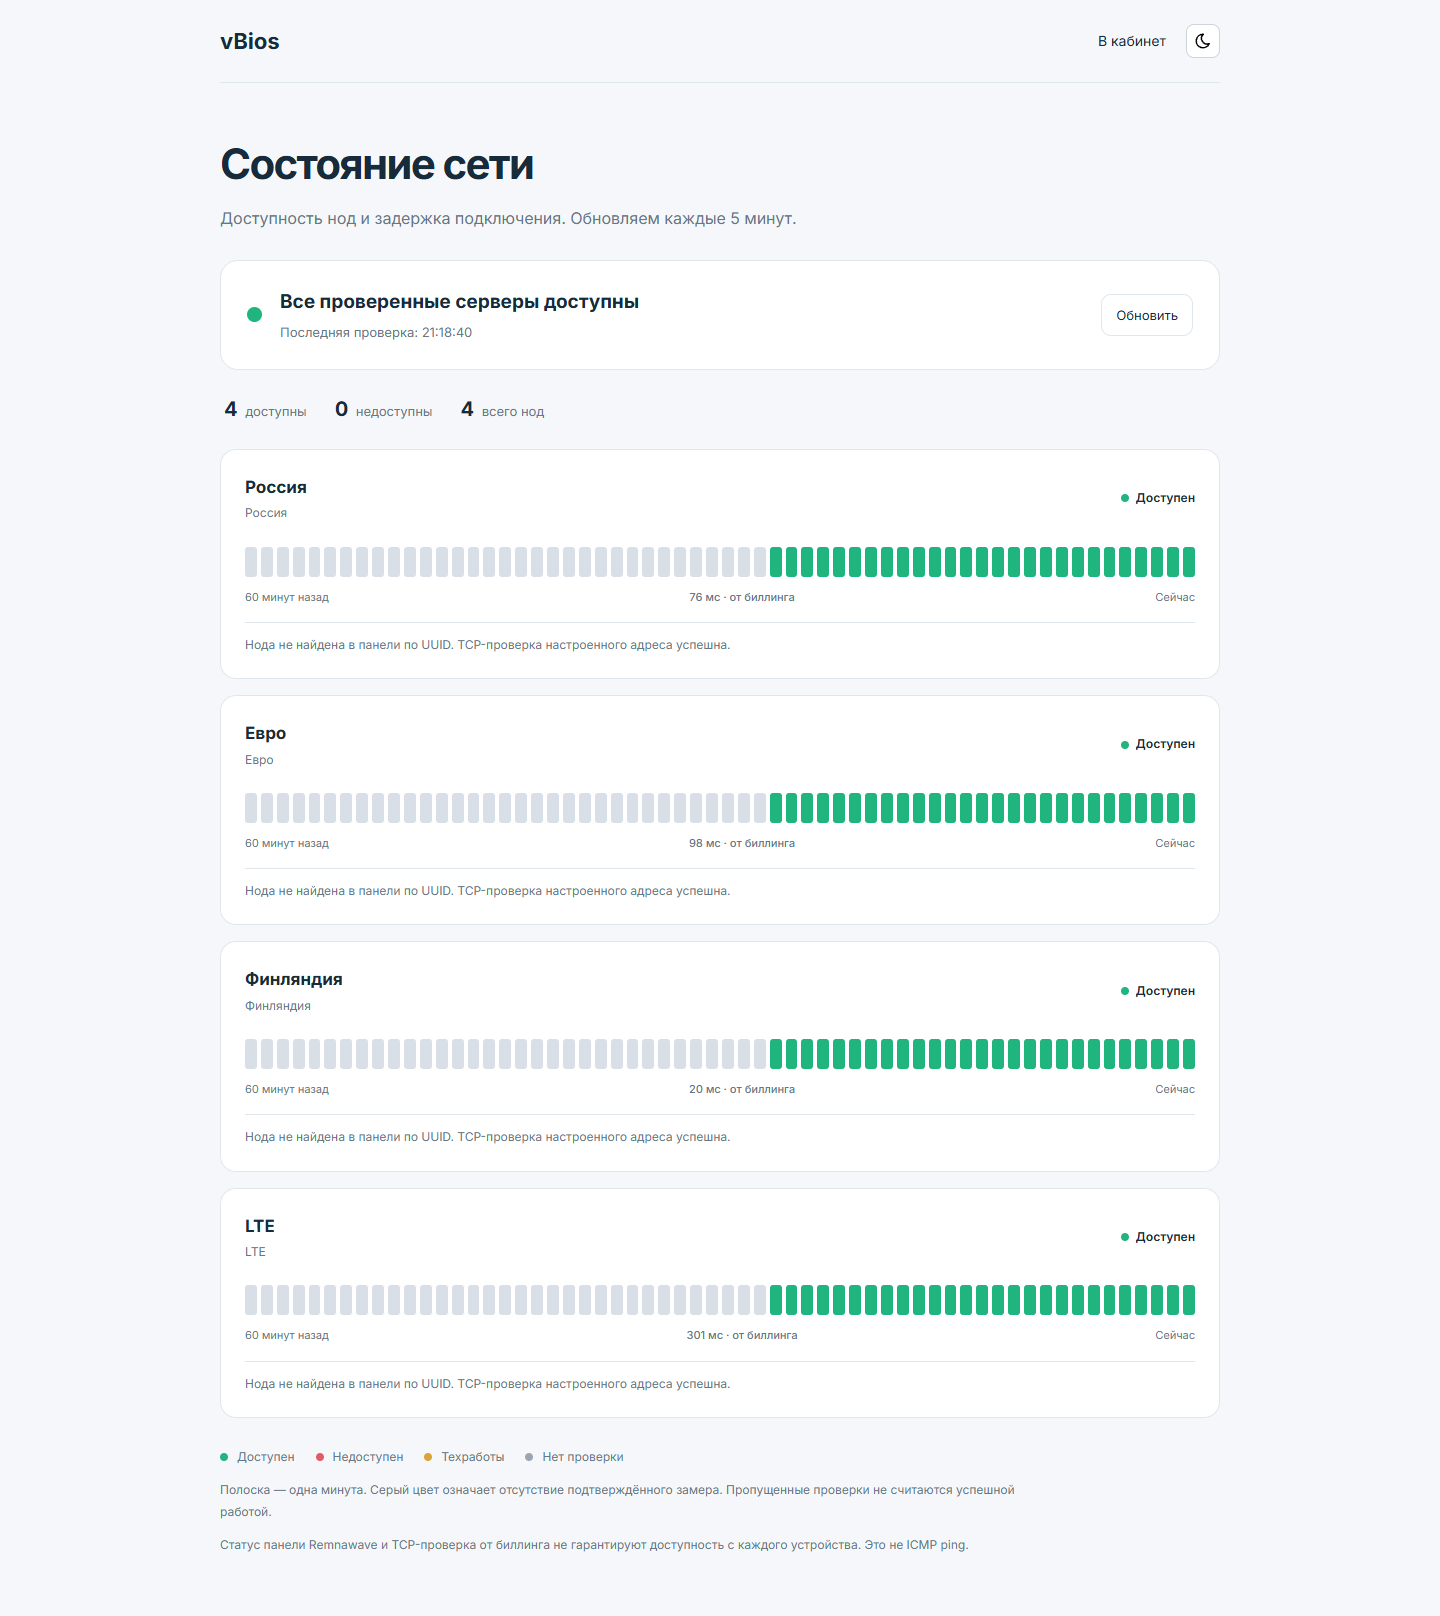 vBios
В кабинет
Состояние сети
Доступность нод и задержка подключения. Обновляем каждые 5 минут.
Все проверенные серверы доступны
Последняя проверка: 21:18:40
Обновить
4 доступны 0 недоступны 4 всего нод
Россия
Россия
Доступен
60 минут назад 76 мс · от биллинга Сейчас
Нода не найдена в панели по UUID. TCP-проверка настроенного адреса успешна.
Евро
Евро
Доступен
60 минут назад 98 мс · от биллинга Сейчас
Нода не найдена в панели по UUID. TCP-проверка настроенного адреса успешна.
Финляндия
Финляндия
Доступен
60 минут назад 20 мс · от биллинга Сейчас
Нода не найдена в панели по UUID. TCP-проверка настроенного адреса успешна.
LTE
LTE
Доступен
60 минут назад 301 мс · от биллинга Сейчас
Нода не найдена в панели по UUID. TCP-проверка настроенного адреса успешна.
Доступен Недоступен Техработы Нет проверки
Полоска — одна минута. Серый цвет означает отсутствие подтверждённого замера. Пропущенные проверки не считаются успешной
работой.
Статус панели Remnawave и TCP-проверка от биллинга не гарантируют доступность с каждого устройства. Это не ICMP ping.